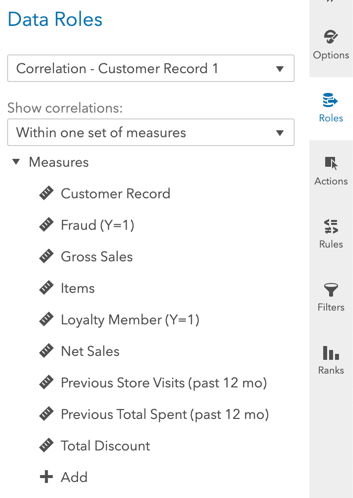 Data Roles
Correlation - Customer Record 1
Show correlations:
Within one set of measures
Measures
Customer Record
Fraud (Y=1)
Gross Sales
Items
Loyalty Member (Y=1)
Net Sales
Previous Store Visits (past 12 mo)
Previous Total Spent (past 12 mo)
Total Discount
Add
Options
Roles
Actions
Rules
Filters
Ranks